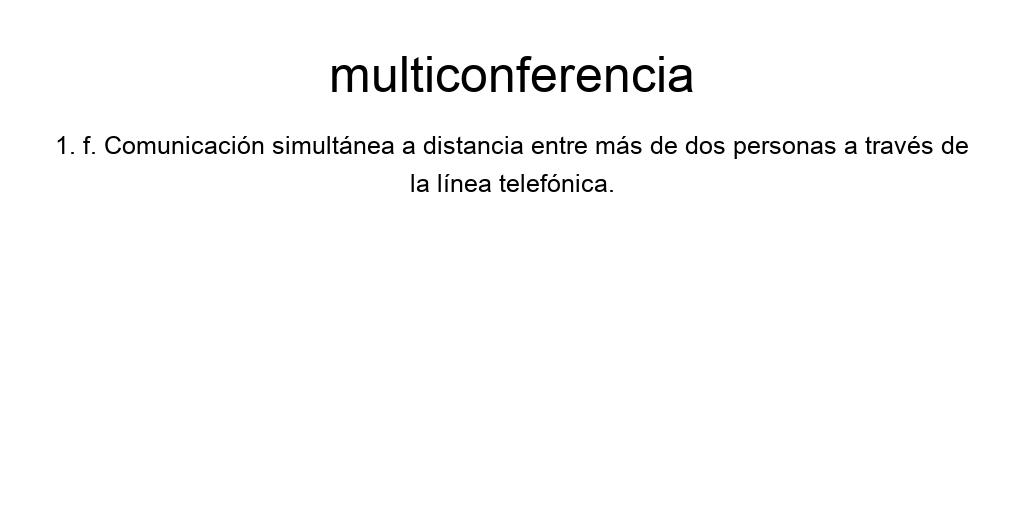 multiconferencia
1. f. Comunicación simultánea a distancia entre más de dos personas a través de
la línea telefónica.